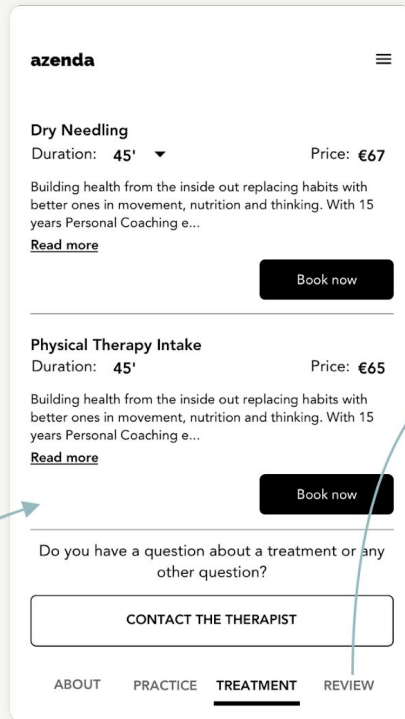 azenda
Dry Needling
Duration: 45' Price: €67
Building health from the inside out replacing habits with
better ones in movement, nutrition and thinking. With 15
years Personal Coaching e...
Read more
Book now
Physical Therapy Intake
Duration: 45' Price: €65
Building health from the inside out replacing habits with
better ones in movement, nutrition and thinking. With 15
years Personal Coaching e...
Read more
Book now
Do you have a question about a treatment or any
other question?
CONTACT THE THERAPIST
ABOUT PRACTICE TREATMENT REVIEW